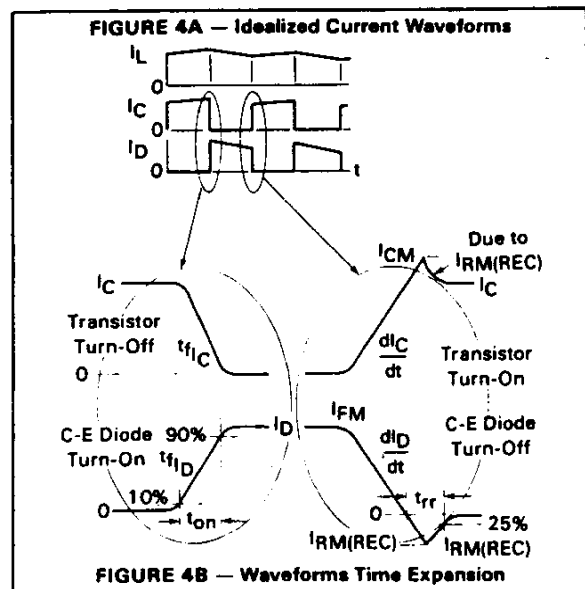 FIGURE 4A — Idealized Current Waveforms
IL
0
IC
0
ID
0
t
ICM
Due to
IRM(REC)
IC
IC
Transistor
Turn-Off
tfIC
0
dIC
dt
Transistor
Turn-On
C-E Diode
Turn-On
90%
tfID
10%
0
ton
ID
IFM
dID
dt
C-E Diode
Turn-Off
0
trr
IRM(REC)
25%
IRM(REC)
FIGURE 4B — Waveforms Time Expansion